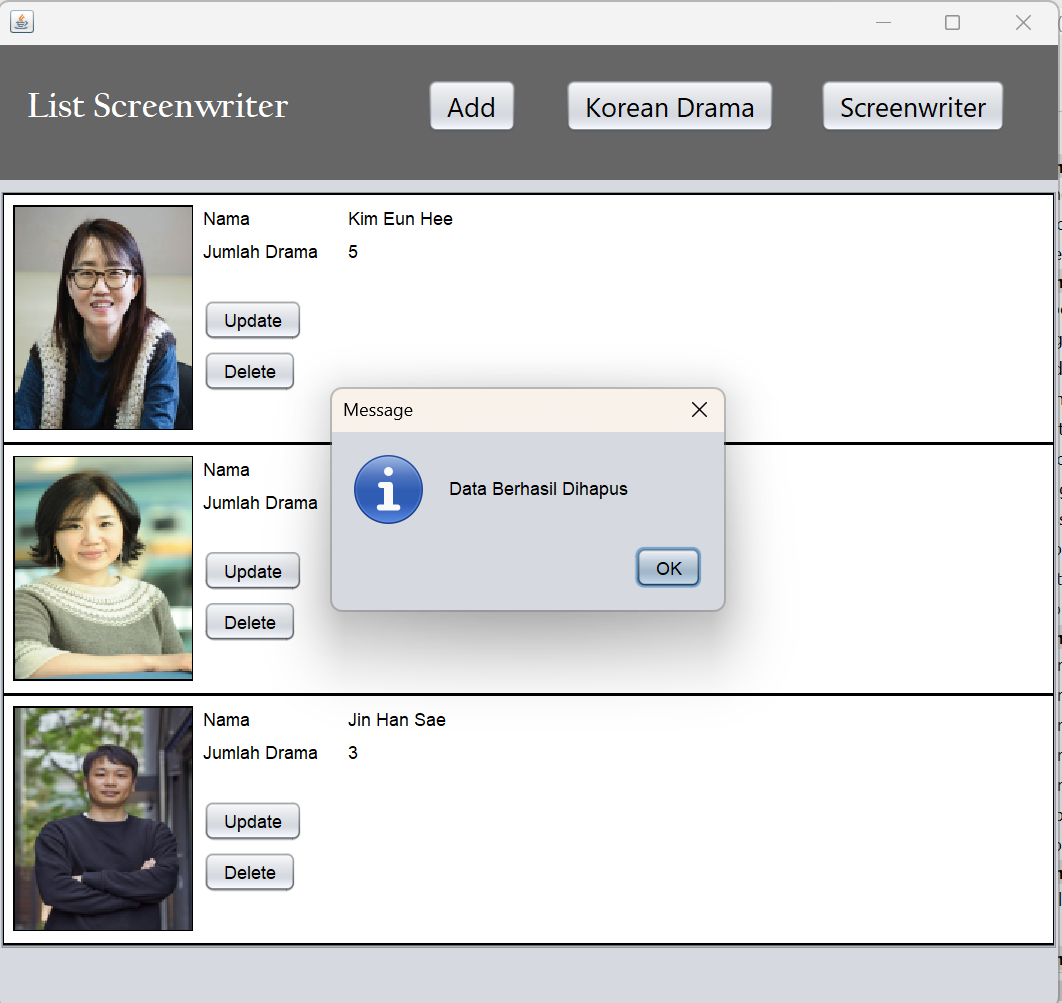 List Screenwriter
Add
Korean Drama
Screenwriter
Nama Kim Eun Hee
Jumlah Drama 5
Update
Delete
Message
Data Berhasil Dihapus
OK
Nama
Jumlah Drama
Update
Delete
Nama Jin Han Sae
Jumlah Drama 3
Update
Delete